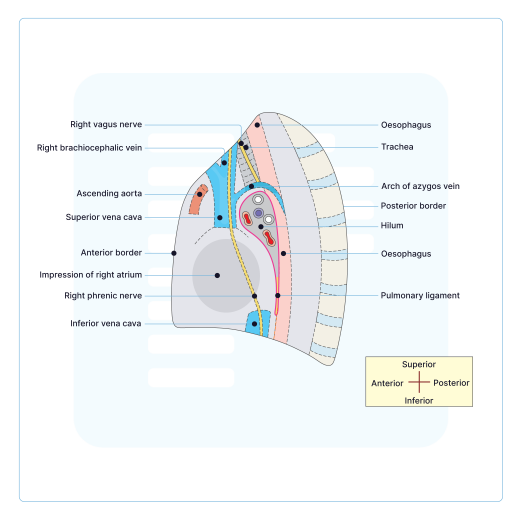 Right vagus nerve
Right brachiocephalic vein
Ascending aorta
Superior vena cava
Anterior border
Impression of right atrium
Right phrenic nerve
Inferior vena cava
Oesophagus
Trachea
Arch of azygos vein
Posterior border
Hilum
Oesophagus
Pulmonary ligament
Superior
Anterior
Posterior
Inferior